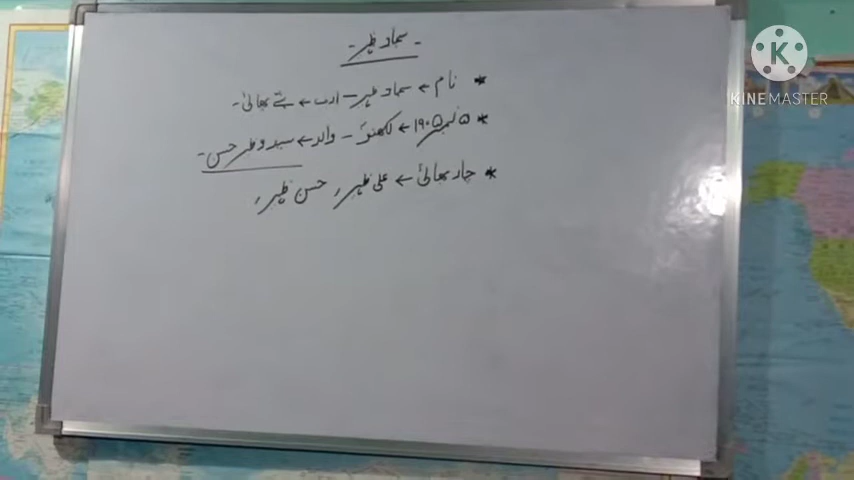 ۔ سجاد ظہیر ۔
* نام ← سجاد ظہیر – ادب ← بنے بھائی ۔
* ۵ نومبر ۱۹۰۵ ← لکھنؤ – والد ← سید وزیر حسن ۔
* چار بھائی ← علی ظہیر، حسن ظہیر،
KINEMASTER